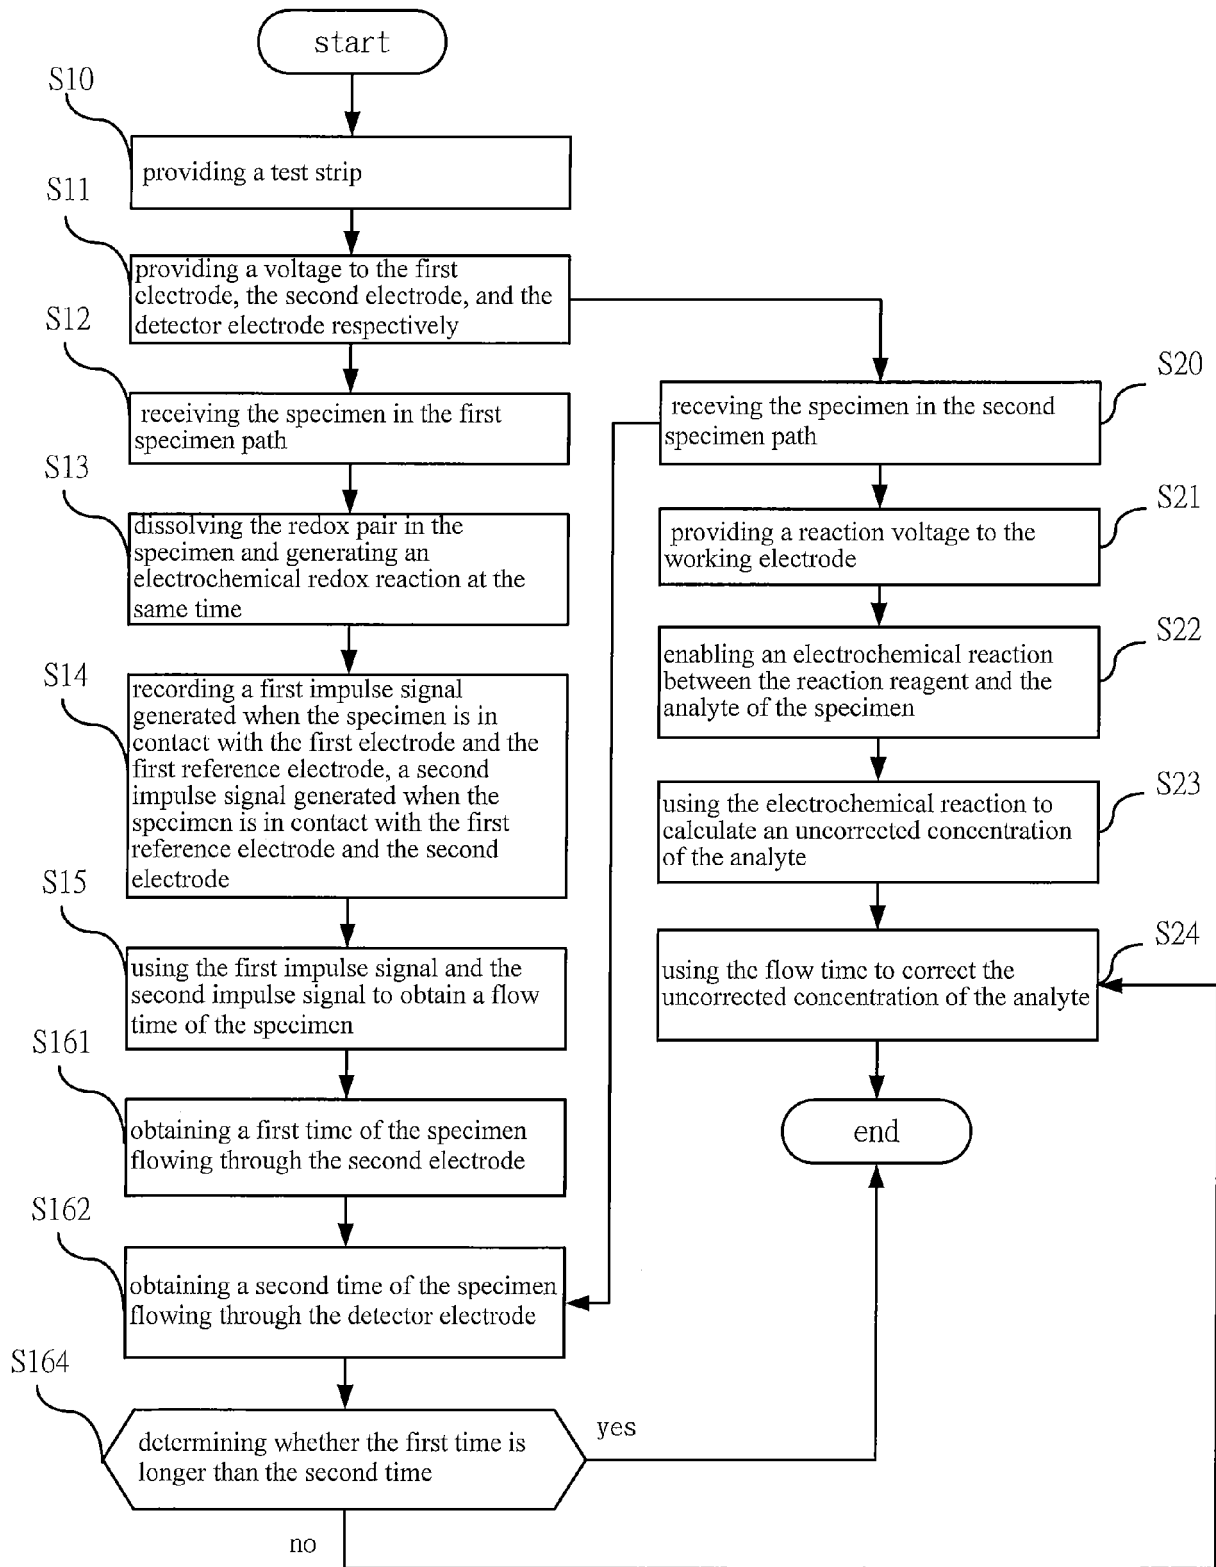 start
S10
providing a test strip
S11
providing a voltage to the first
electrode, the second electrode, and the
detector electrode respectively
S12
receiving the specimen in the first
specimen path
S13
dissolving the redox pair in the
specimen and generating an
electrochemical redox reaction at the
same time
S14
recording a first impulse signal
generated when the specimen is in
contact with the first electrode and the
first reference electrode, a second
impulse signal generated when the
specimen is in contact with the first
reference electrode and the second
electrode
S15
using the first impulse signal and the
second impulse signal to obtain a flow
time of the specimen
S161
obtaining a first time of the specimen
flowing through the second electrode
S162
obtaining a second time of the specimen
flowing through the detector electrode
S164
determining whether the first time is
longer than the second time
yes
no
S20
receving the specimen in the second
specimen path
S21
providing a reaction voltage to the
working electrode
S22
enabling an electrochemical reaction
between the reaction reagent and the
analyte of the specimen
S23
using the electrochemical reaction to
calculate an uncorrected concentration
of the analyte
S24
using the flow time to correct the
uncorrected concentration of the analyte
end